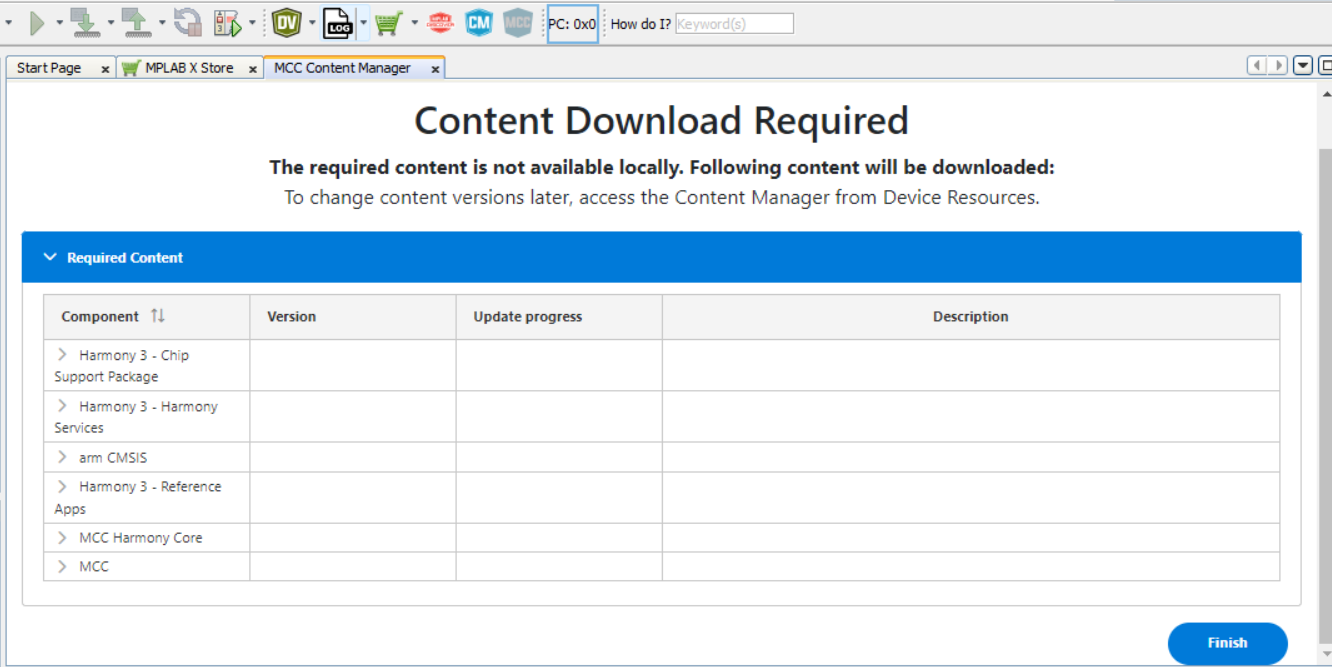 DV LOG CM MCC PC: 0x0 How do I? Keyword(s)
Start Page x MPLAB X Store x MCC Content Manager x
Content Download Required
The required content is not available locally. Following content will be downloaded:
To change content versions later, access the Content Manager from Device Resources.
Required Content
Component Version Update progress Description
Harmony 3 - Chip
Support Package
Harmony 3 - Harmony
Services
arm CMSIS
Harmony 3 - Reference
Apps
MCC Harmony Core
MCC
Finish